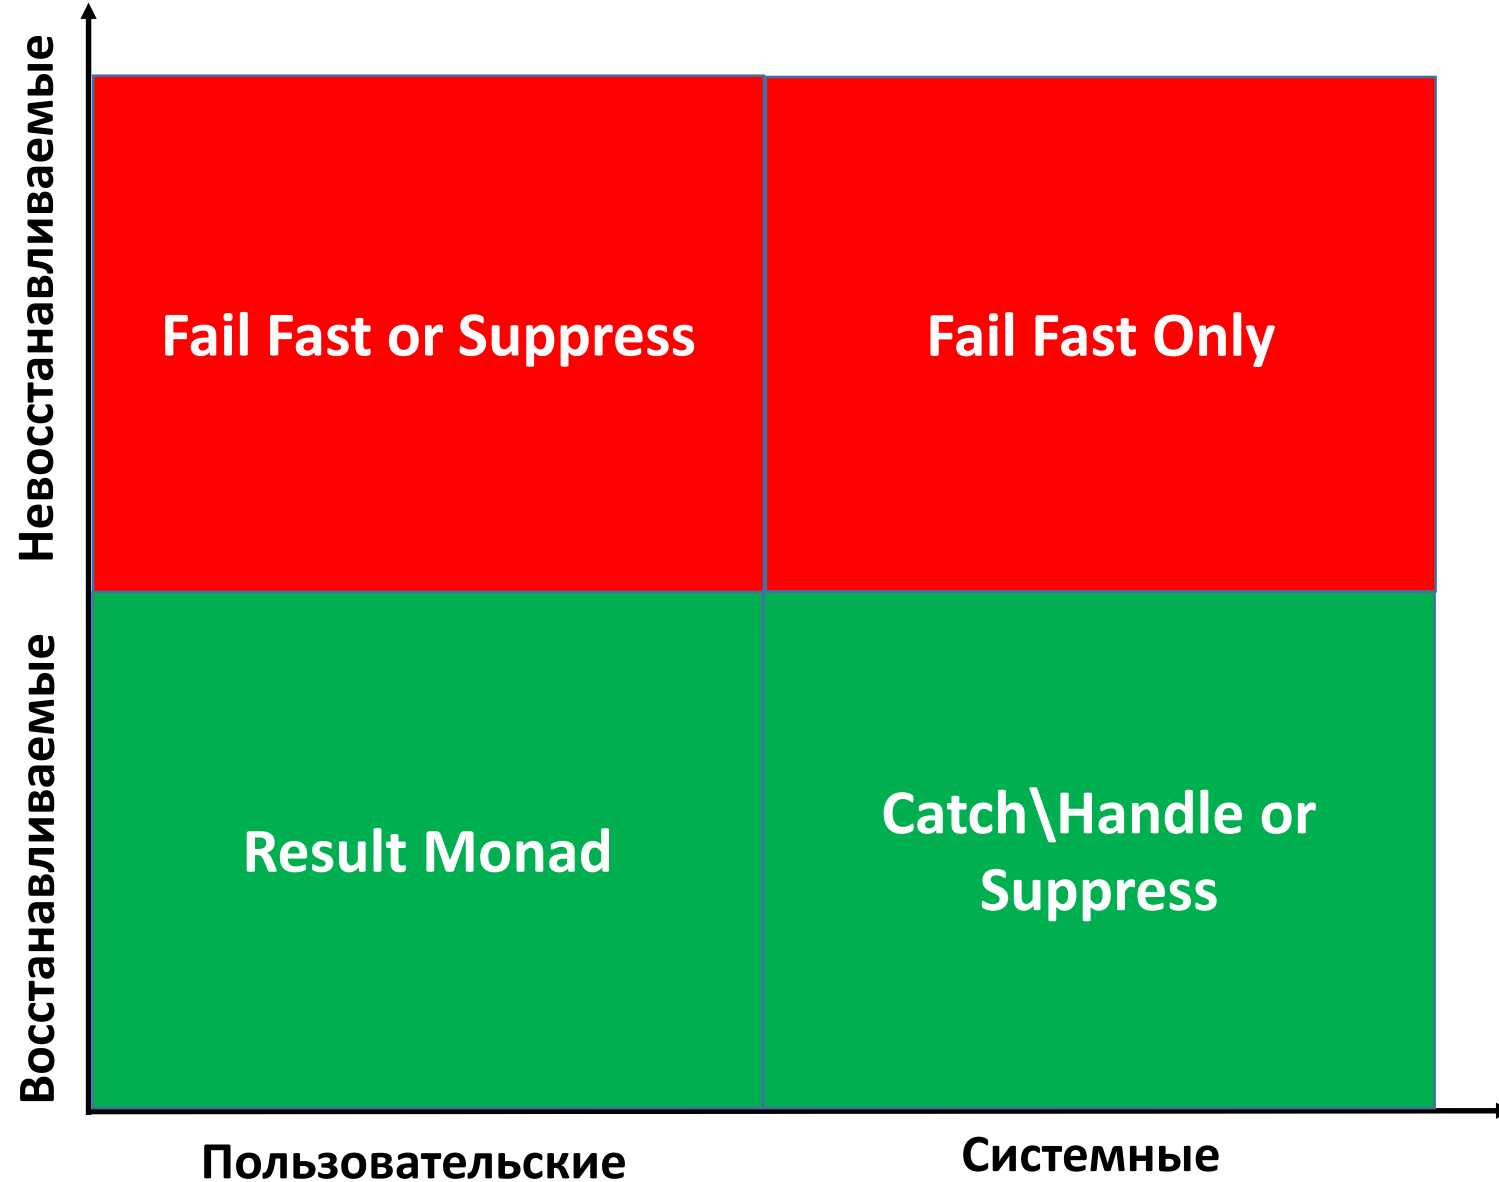 Невосстанавливаемые
Fail Fast or Suppress
Fail Fast Only
Восстанавливаемые
Result Monad
Catch\Handle or
Suppress
Пользовательские
Системные